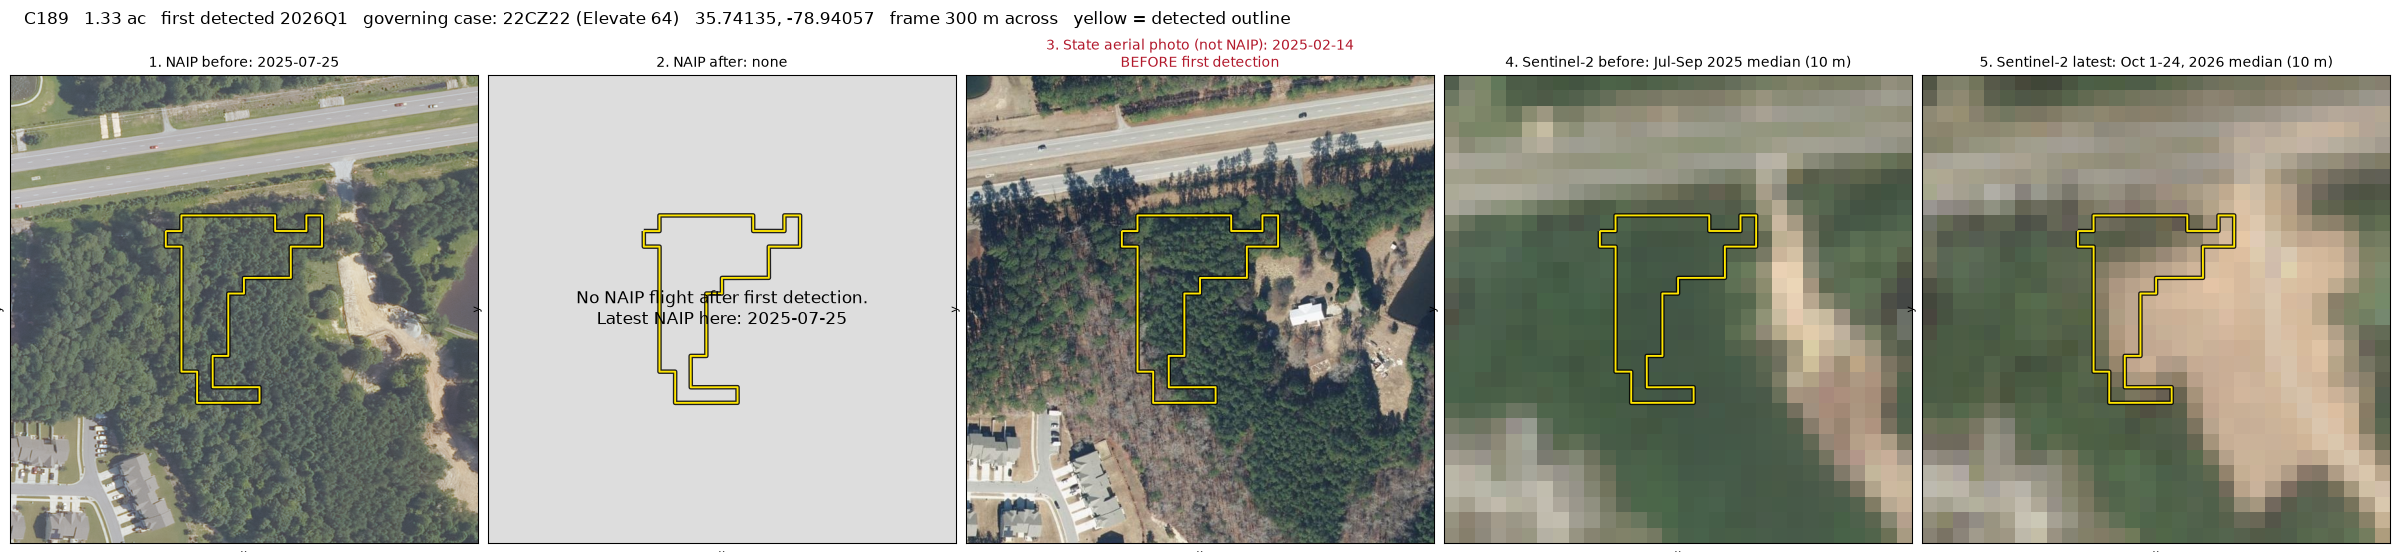 C189   1.33 ac   first detected 2026Q1   governing case: 22CZ22 (Elevate 64)   35.74135, -78.94057   frame 300 m across   yellow = detected outline
1. NAIP before: 2025-07-25
2. NAIP after: none
No NAIP flight after first detection.
Latest NAIP here: 2025-07-25
3. State aerial photo (not NAIP): 2025-02-14
BEFORE first detection
4. Sentinel-2 before: Jul-Sep 2025 median (10 m)
5. Sentinel-2 latest: Oct 1-24, 2026 median (10 m)